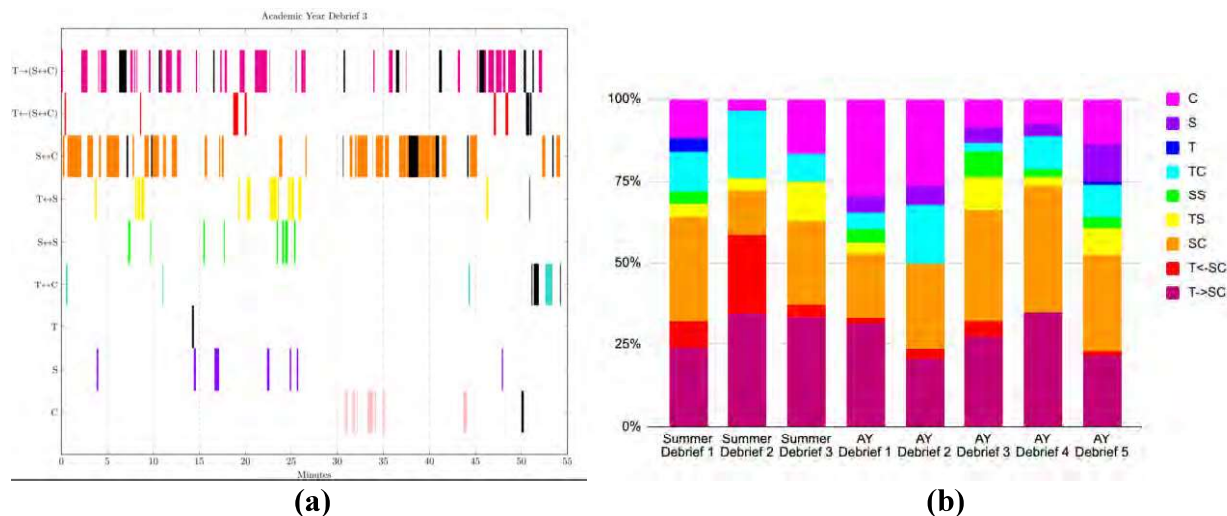 Academic Year Debrief 3
T→(S↔C)
T←(S↔C)
S↔C
T↔S
S↔S
T↔C
T
S
C
0 5 10 15 20 25 30 35 40 45 50 55
Minutes
(a)
100%
75%
50%
25%
0%
Summer Debrief 1
Summer Debrief 2
Summer Debrief 3
AY Debrief 1
AY Debrief 2
AY Debrief 3
AY Debrief 4
AY Debrief 5
C
S
T
TC
SS
TS
SC
T<-SC
T->SC
(b)